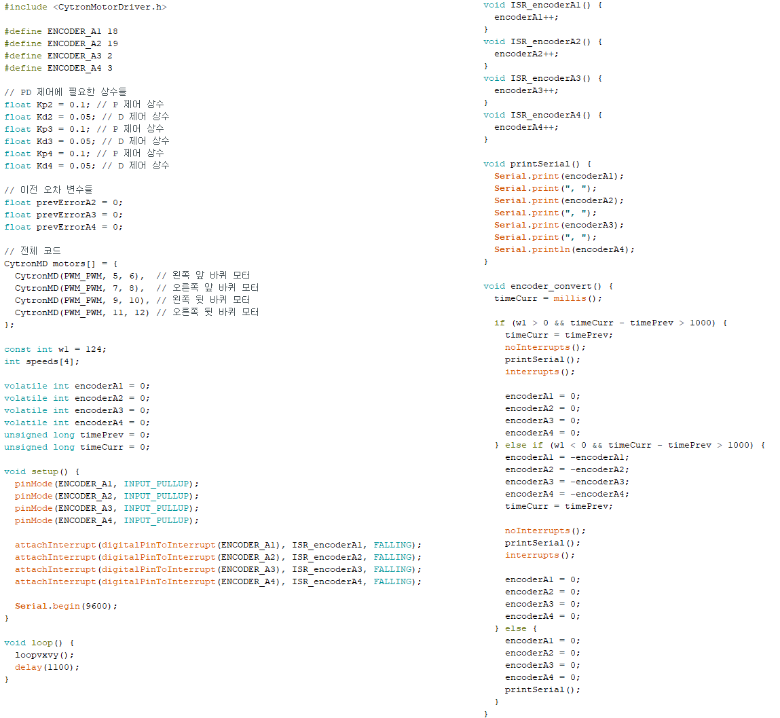 #include <CytronMotorDriver.h>
#define ENCODER_A1 18
#define ENCODER_A2 19
#define ENCODER_A3 2
#define ENCODER_A4 3
// PD 제어에 필요한 상수들
float Kp2 = 0.1; // P 제어 상수
float Kd2 = 0.05; // D 제어 상수
float Kp3 = 0.1; // P 제어 상수
float Kd3 = 0.05; // D 제어 상수
float Kp4 = 0.1; // P 제어 상수
float Kd4 = 0.05; // D 제어 상수
// 이전 오차 변수들
float prevErrorA2 = 0;
float prevErrorA3 = 0;
float prevErrorA4 = 0;
// 전체 코드
CytronMD motors[] = {
CytronMD(PWM_PWM, 5, 6), // 왼쪽 앞 바퀴 모터
CytronMD(PWM_PWM, 7, 8), // 오른쪽 앞 바퀴 모터
CytronMD(PWM_PWM, 9, 10), // 왼쪽 뒷 바퀴 모터
CytronMD(PWM_PWM, 11, 12) // 오른쪽 뒷 바퀴 모터
};
const int w1 = 124;
int speeds[4];
volatile int encoderA1 = 0;
volatile int encoderA2 = 0;
volatile int encoderA3 = 0;
volatile int encoderA4 = 0;
unsigned long timePrev = 0;
unsigned long timeCurr = 0;
void setup() {
pinMode(ENCODER_A1, INPUT_PULLUP);
pinMode(ENCODER_A2, INPUT_PULLUP);
pinMode(ENCODER_A3, INPUT_PULLUP);
pinMode(ENCODER_A4, INPUT_PULLUP);
attachInterrupt(digitalPinToInterrupt(ENCODER_A1), ISR_encoderA1, FALLING);
attachInterrupt(digitalPinToInterrupt(ENCODER_A2), ISR_encoderA2, FALLING);
attachInterrupt(digitalPinToInterrupt(ENCODER_A3), ISR_encoderA3, FALLING);
attachInterrupt(digitalPinToInterrupt(ENCODER_A4), ISR_encoderA4, FALLING);
Serial.begin(9600);
}
void loop() {
loopvxvy();
delay(1100);
}
void ISR_encoderA1() {
encoderA1++;
}
void ISR_encoderA2() {
encoderA2++;
}
void ISR_encoderA3() {
encoderA3++;
}
void ISR_encoderA4() {
encoderA4++;
}
void printSerial() {
Serial.print(encoderA1);
Serial.print(", ");
Serial.print(encoderA2);
Serial.print(", ");
Serial.print(encoderA3);
Serial.print(", ");
Serial.println(encoderA4);
}
void encoder_convert() {
timeCurr = millis();
if (w1 > 0 && timeCurr - timePrev > 1000) {
timeCurr = timePrev;
noInterrupts();
printSerial();
interrupts();
encoderA1 = 0;
encoderA2 = 0;
encoderA3 = 0;
encoderA4 = 0;
} else if (w1 < 0 && timeCurr - timePrev > 1000) {
encoderA1 = -encoderA1;
encoderA2 = -encoderA2;
encoderA3 = -encoderA3;
encoderA4 = -encoderA4;
timeCurr = timePrev;
noInterrupts();
printSerial();
interrupts();
encoderA1 = 0;
encoderA2 = 0;
encoderA3 = 0;
encoderA4 = 0;
} else {
encoderA1 = 0;
encoderA2 = 0;
encoderA3 = 0;
encoderA4 = 0;
printSerial();
}
}